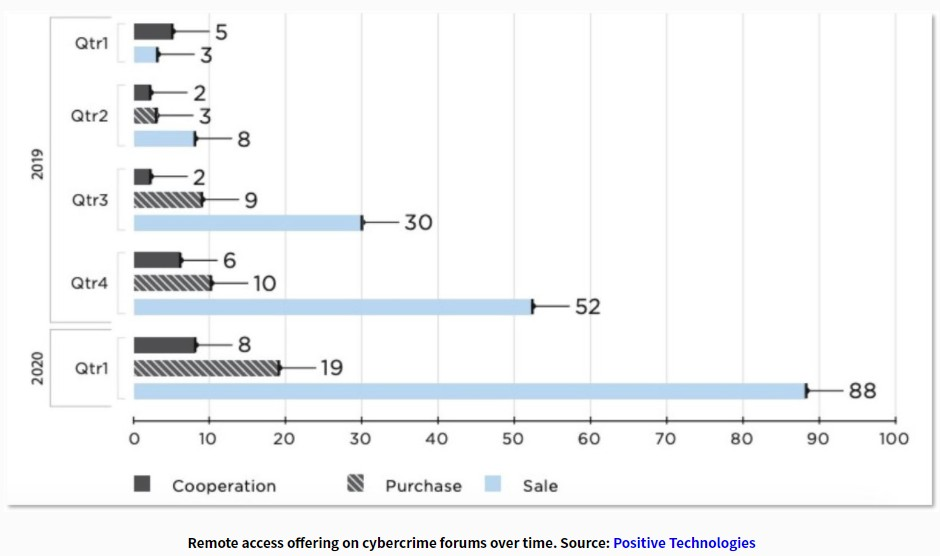 2019
Qtr1
5
3
Qtr2
2
3
8
Qtr3
2
9
30
Qtr4
6
10
52
2020
Qtr1
8
19
88
0 10 20 30 40 50 60 70 80 90 100
Cooperation Purchase Sale
Remote access offering on cybercrime forums over time. Source: Positive Technologies